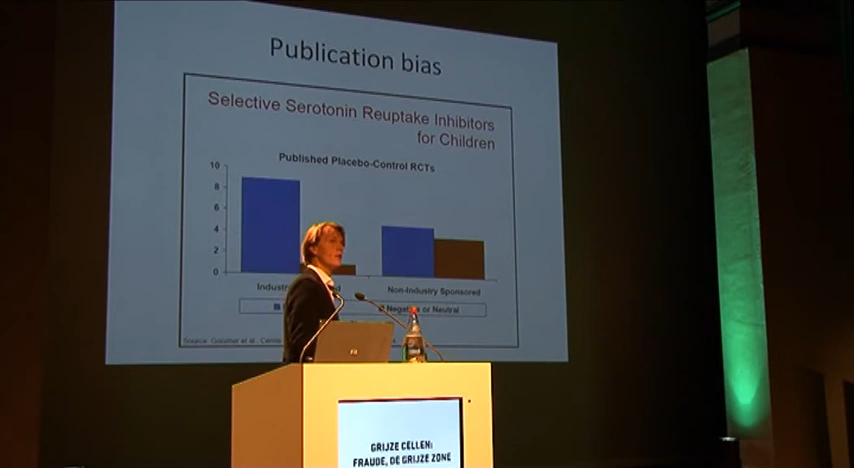 Publication bias
Selective Serotonin Reuptake Inhibitors
for Children
Published Placebo-Control RCTs
10
8
6
4
2
0
Non-Industry Sponsored
or Neutral
Source:
GRIJZE CELLEN:
FRAUDE, DE GRIJZE ZONE